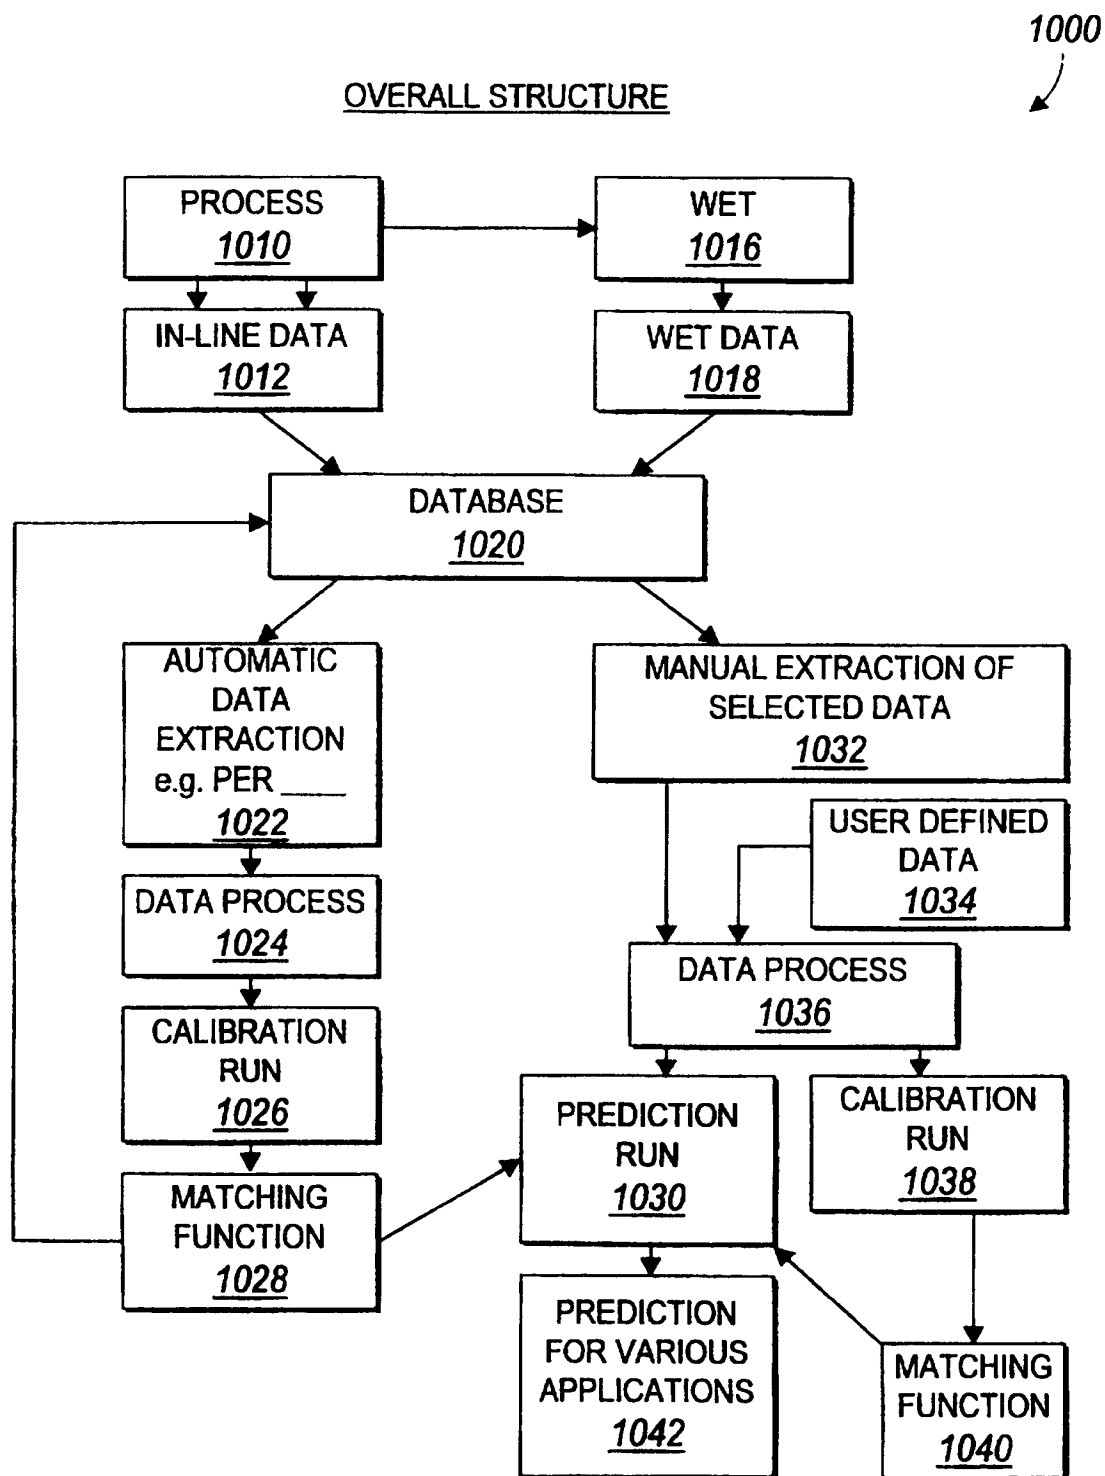 1000
OVERALL STRUCTURE
PROCESS
1010
WET
1016
IN-LINE DATA
1012
WET DATA
1018
DATABASE
1020
AUTOMATIC
DATA
EXTRACTION
e.g. PER ____
1022
MANUAL EXTRACTION OF
SELECTED DATA
1032
USER DEFINED
DATA
1034
DATA PROCESS
1024
DATA PROCESS
1036
CALIBRATION
RUN
1026
PREDICTION
RUN
1030
CALIBRATION
RUN
1038
MATCHING
FUNCTION
1028
PREDICTION
FOR VARIOUS
APPLICATIONS
1042
MATCHING
FUNCTION
1040